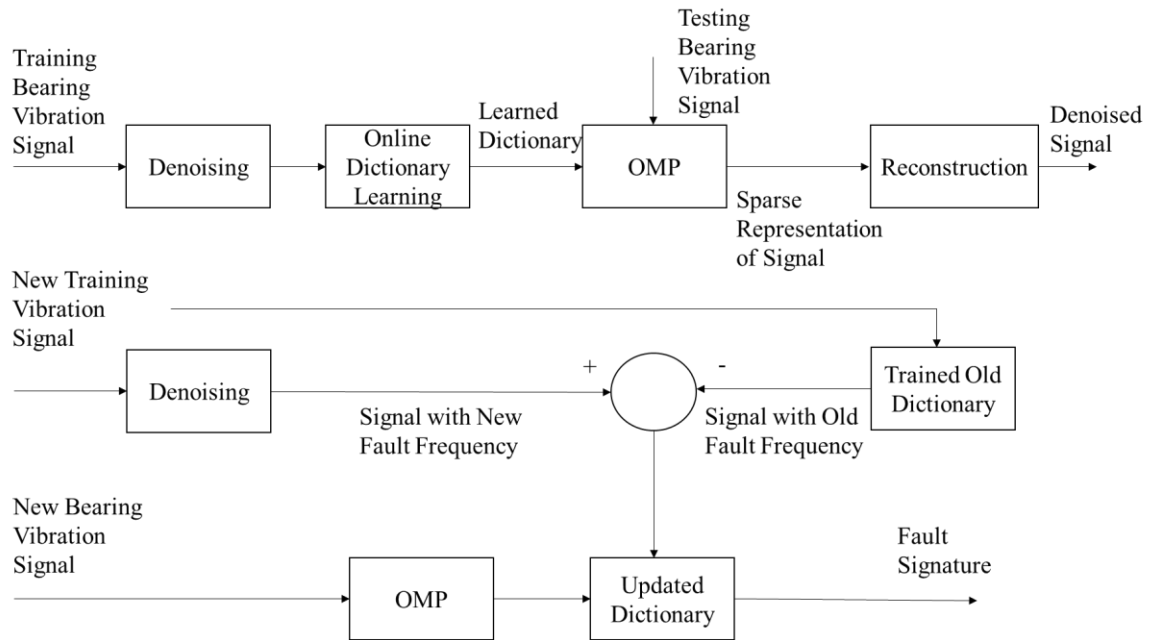 Training
Bearing
Vibration
Signal
Denoising
Online
Dictionary
Learning
Learned
Dictionary
Testing
Bearing
Vibration
Signal
OMP
Sparse
Representation
of Signal
Reconstruction
Denoised
Signal
New Training
Vibration
Signal
Denoising
Signal with New
Fault Frequency
+
-
Signal with Old
Fault Frequency
Trained Old
Dictionary
New Bearing
Vibration
Signal
OMP
Updated
Dictionary
Fault
Signature